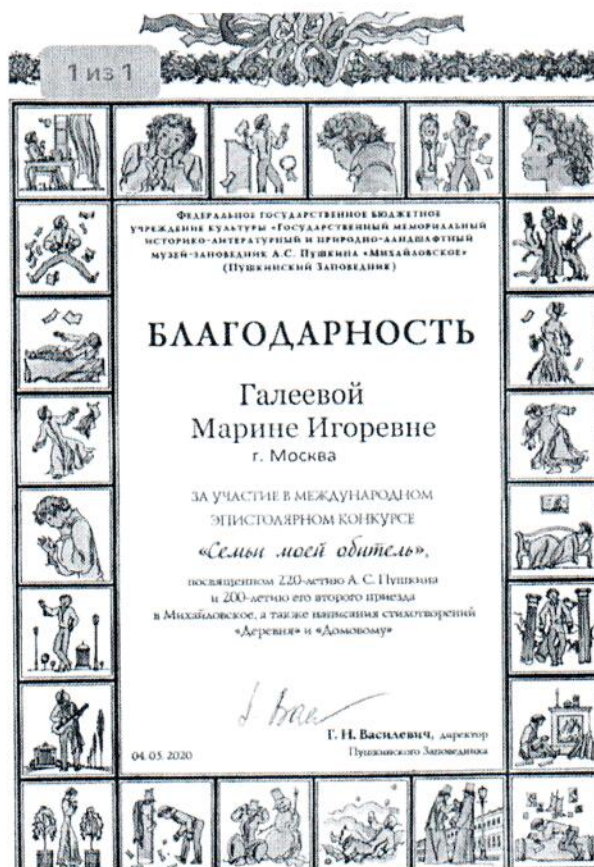 1 из 1
ФЕДЕРАЛЬНОЕ ГОСУДАРСТВЕННОЕ БЮДЖЕТНОЕ
УЧРЕЖДЕНИЕ КУЛЬТУРЫ «ГОСУДАРСТВЕННЫЙ МЕМОРИАЛЬНЫЙ
ИСТОРИКО-ЛИТЕРАТУРНЫЙ И ПРИРОДНО-ЛАНДШАФТНЫЙ
МУЗЕЙ-ЗАПОВЕДНИК А.С. ПУШКИНА «МИХАЙЛОВСКОЕ»
(ПУШКИНСКИЙ ЗАПОВЕДНИК)
БЛАГОДАРНОСТЬ
Галеевой
Марине Игоревне
г. Москва
ЗА УЧАСТИЕ В МЕЖДУНАРОДНОМ
ЭПИСТОЛЯРНОМ КОНКУРСЕ
«Семьи моей обитель»,
посвященном 220-летию А. С. Пушкина
и 200-летию его второго приезда
в Михайловское, а также написания стихотворений
«Деревня» и «Домовому»
Г. Н. Василевич, директор
Пушкинского Заповедника
04.05.2020